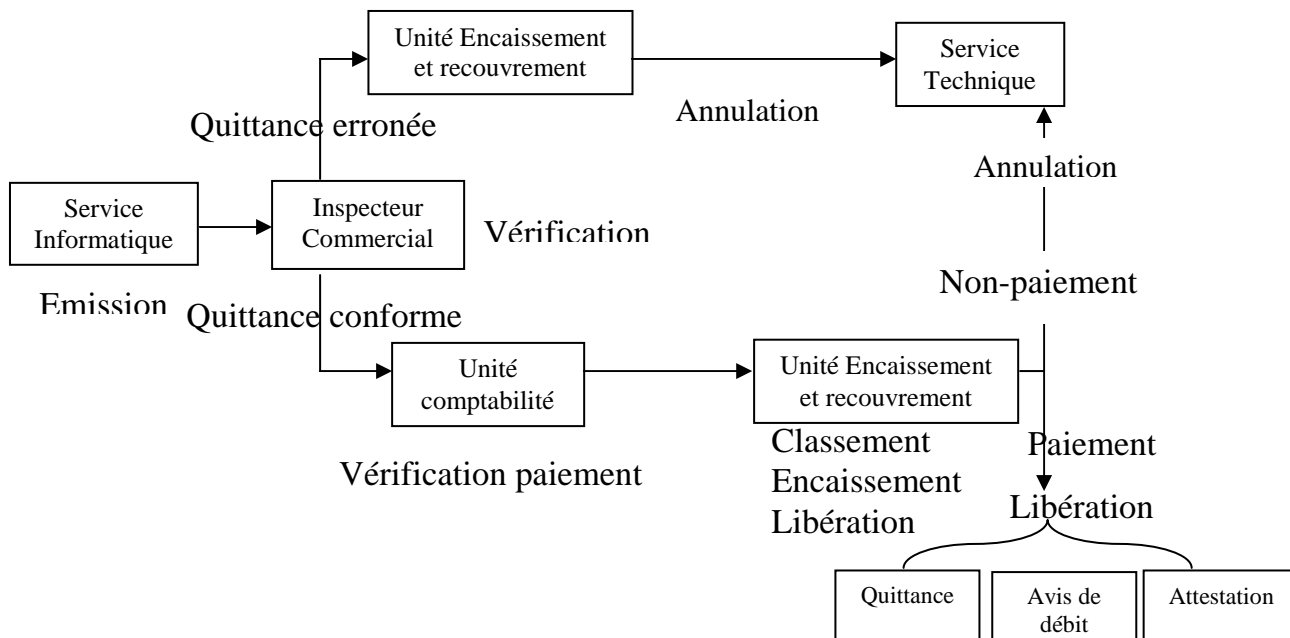 Unité Encaissement
et recouvrement
Service
Technique
Annulation
Quittance erronée
Annulation
Service
Informatique
Inspecteur
Commercial
Vérification
Non-paiement
Emission
Quittance conforme
Unité
comptabilité
Unité Encaissement
et recouvrement
Classement
Encaissement
Libération
Paiement
Vérification paiement
Libération
Quittance
Avis de
débit
Attestation